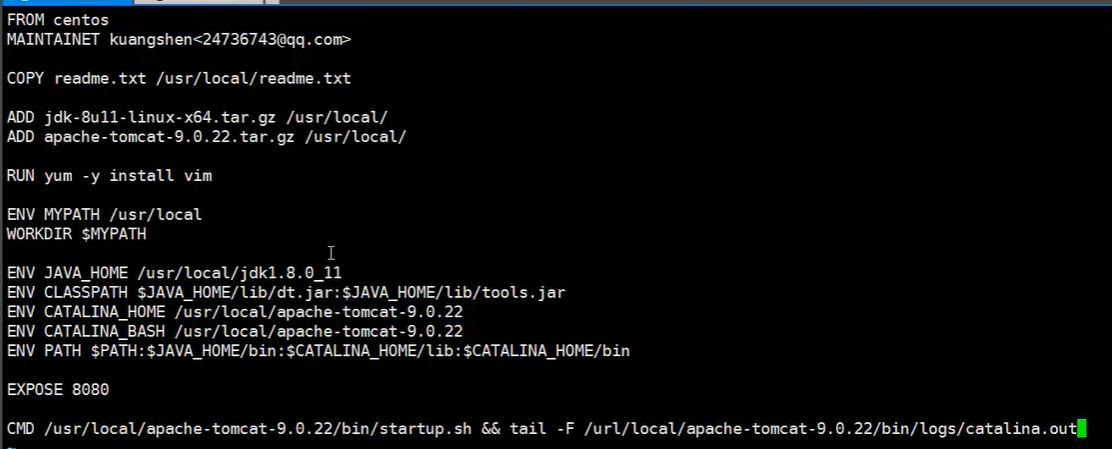 FROM centos
MAINTAINET kuangshen<24736743@qq.com>
COPY readme.txt /usr/local/readme.txt
ADD jdk-8u11-linux-x64.tar.gz /usr/local/
ADD apache-tomcat-9.0.22.tar.gz /usr/local/
RUN yum -y install vim
ENV MYPATH /usr/local
WORKDIR $MYPATH
ENV JAVA_HOME /usr/local/jdk1.8.0_11
ENV CLASSPATH $JAVA_HOME/lib/dt.jar:$JAVA_HOME/lib/tools.jar
ENV CATALINA_HOME /usr/local/apache-tomcat-9.0.22
ENV CATALINA_BASH /usr/local/apache-tomcat-9.0.22
ENV PATH $PATH:$JAVA_HOME/bin:$CATALINA_HOME/lib:$CATALINA_HOME/bin
EXPOSE 8080
CMD /usr/local/apache-tomcat-9.0.22/bin/startup.sh && tail -F /url/local/apache-tomcat-9.0.22/bin/logs/catalina.out